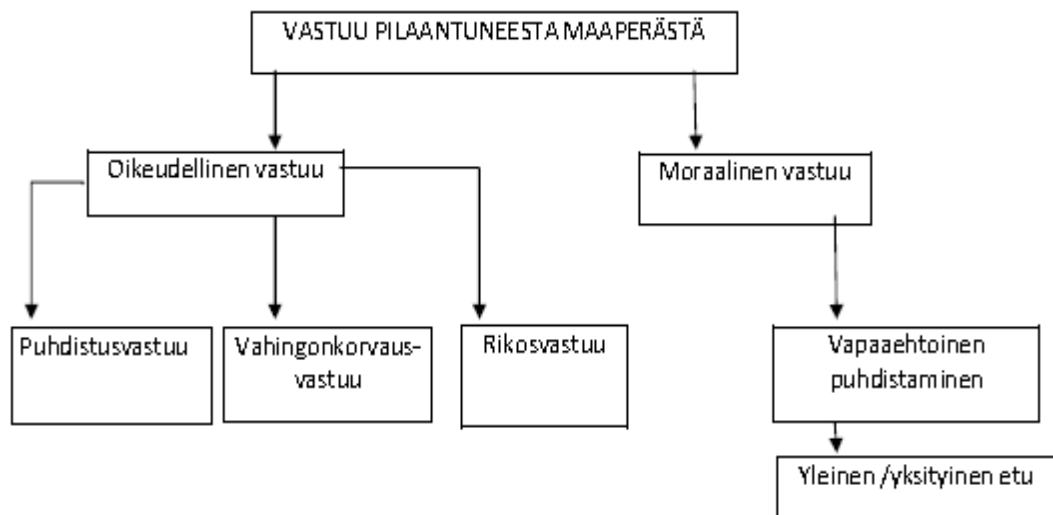 VASTUU PILAANTUNEESTA MAAPERÄSTÄ
Oikeudellinen vastuu
Moraalinen vastuu
Puhdistusvastuu
Vahingonkorvaus-
vastuu
Rikosvastuu
Vapaaehtoinen
puhdistaminen
Yleinen /yksityinen etu